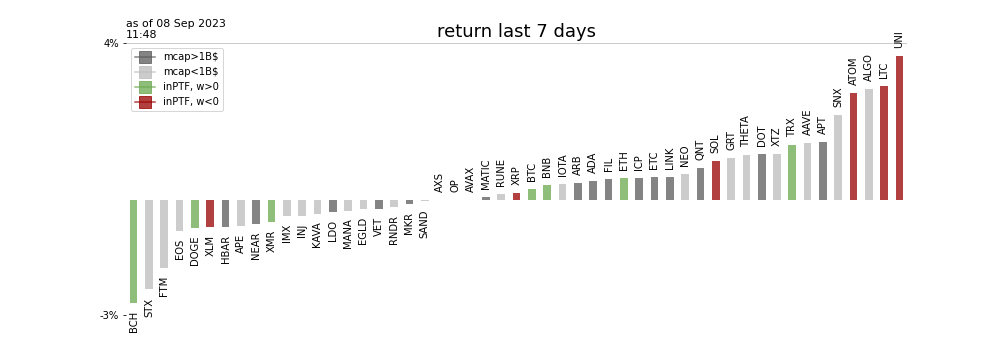 as of 08 Sep 2023
11:48
return last 7 days
4%
mcap>1B$
mcap<1B$
inPTF, w>0
inPTF, w<0
-3%
BCH
STX
FTM
EOS
DOGE
XLM
HBAR
APE
NEAR
XMR
IMX
INJ
KAVA
LDO
MANA
EGLD
VET
RNDR
MKR
SAND
AXS
OP
AVAX
MATIC
RUNE
XRP
BTC
BNB
IOTA
ARB
ADA
FIL
ETH
ICP
ETC
LINK
NEO
QNT
SOL
GRT
THETA
DOT
XTZ
TRX
AAVE
APT
SNX
ATOM
ALGO
LTC
UNI